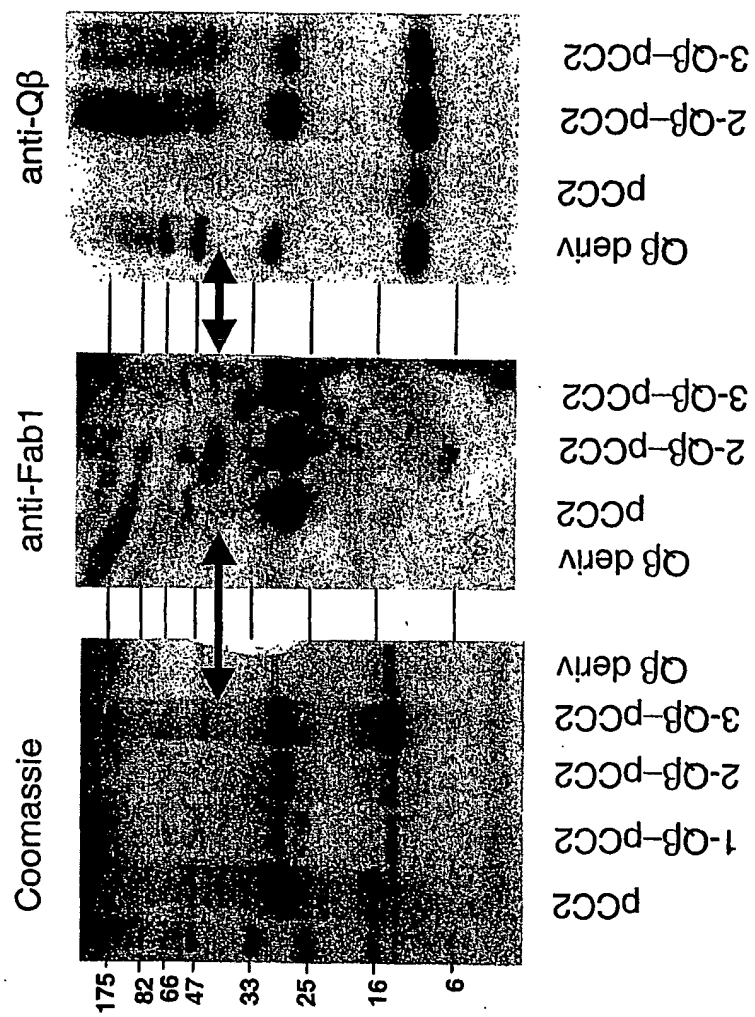 Coomassie
anti-Fab1
anti-Qβ
175
82
66
47
33
25
16
6
pCC2
1-Qβ–pCC2
2-Qβ–pCC2
3-Qβ–pCC2
Qβ deriv
Qβ deriv
pCC2
2-Qβ–pCC2
3-Qβ–pCC2
Qβ deriv
pCC2
2-Qβ–pCC2
3-Qβ–pCC2